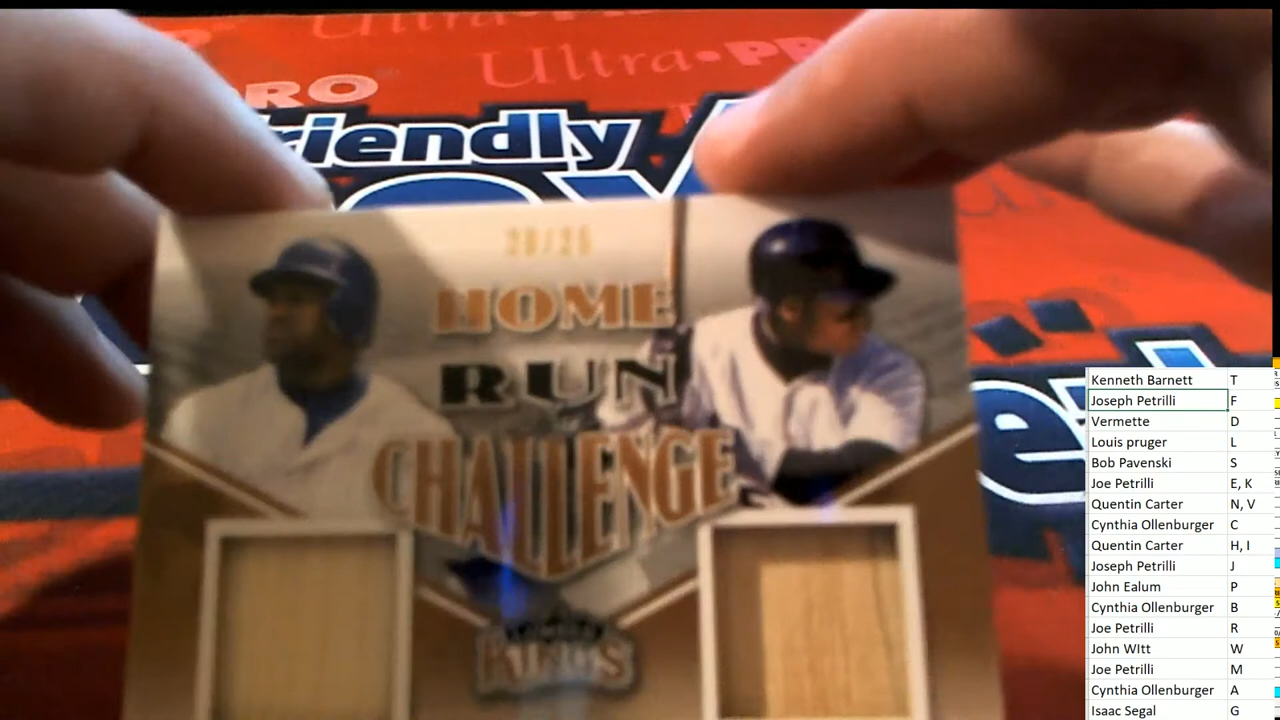 Ultra
PRO
Ultra•PRO
riendly
HOME
RUN
CHALLENGE
KINGS
Kenneth Barnett T
Joseph Petrilli F
Vermette D
Louis pruger L
Bob Pavenski S
Joe Petrilli E, K
Quentin Carter N, V
Cynthia Ollenburger C
Quentin Carter H, I
Joseph Petrilli J
John Ealum P
Cynthia Ollenburger B
Joe Petrilli R
John WItt W
Joe Petrilli M
Cynthia Ollenburger A
Isaac Segal G